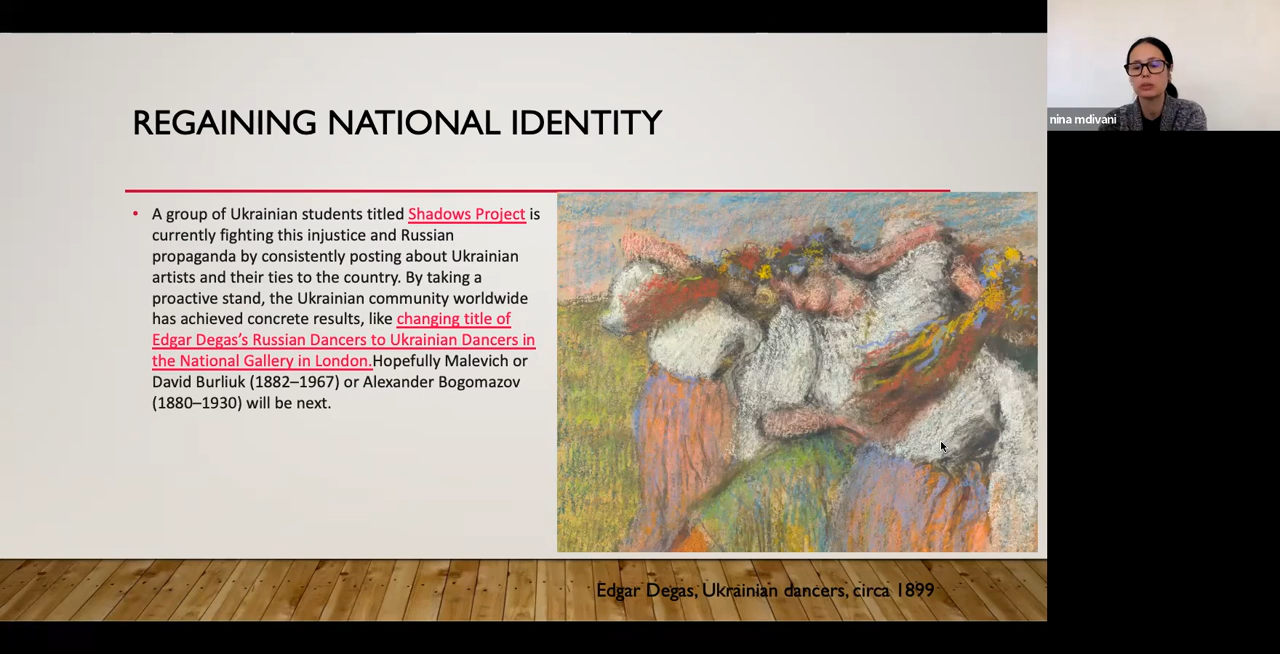 REGAINING NATIONAL IDENTITY
• A group of Ukrainian students titled Shadows Project is
currently fighting this injustice and Russian
propaganda by consistently posting about Ukrainian
artists and their ties to the country. By taking a
proactive stand, the Ukrainian community worldwide
has achieved concrete results, like changing title of
Edgar Degas’s Russian Dancers to Ukrainian Dancers in
the National Gallery in London.Hopefully Malevich or
David Burliuk (1882–1967) or Alexander Bogomazov
(1880–1930) will be next.
Edgar Degas, Ukrainian dancers, circa 1899
nina mdivani